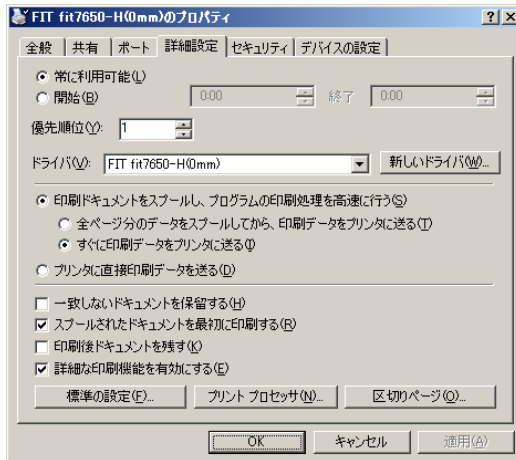 FIT fit7650-H(0mm)のプロパティ
全般 共有 ポート 詳細設定 セキュリティ デバイスの設定
常に利用可能(L)
開始(B) 0:00 終了 0:00
優先順位(Y): 1
ドライバ(V): FIT fit7650-H(0mm) 新しいドライバ(W)...
印刷ドキュメントをスプールし、プログラムの印刷処理を高速に行う(S)
全ページ分のデータをスプールしてから、印刷データをプリンタに送る(T)
すぐに印刷データをプリンタに送る(I)
プリンタに直接印刷データを送る(D)
一致しないドキュメントを保留する(H)
スプールされたドキュメントを最初に印刷する(R)
印刷後ドキュメントを残す(K)
詳細な印刷機能を有効にする(E)
標準の設定(F)... プリント プロセッサ(N)... 区切りページ(O)...
OK キャンセル 適用(A)